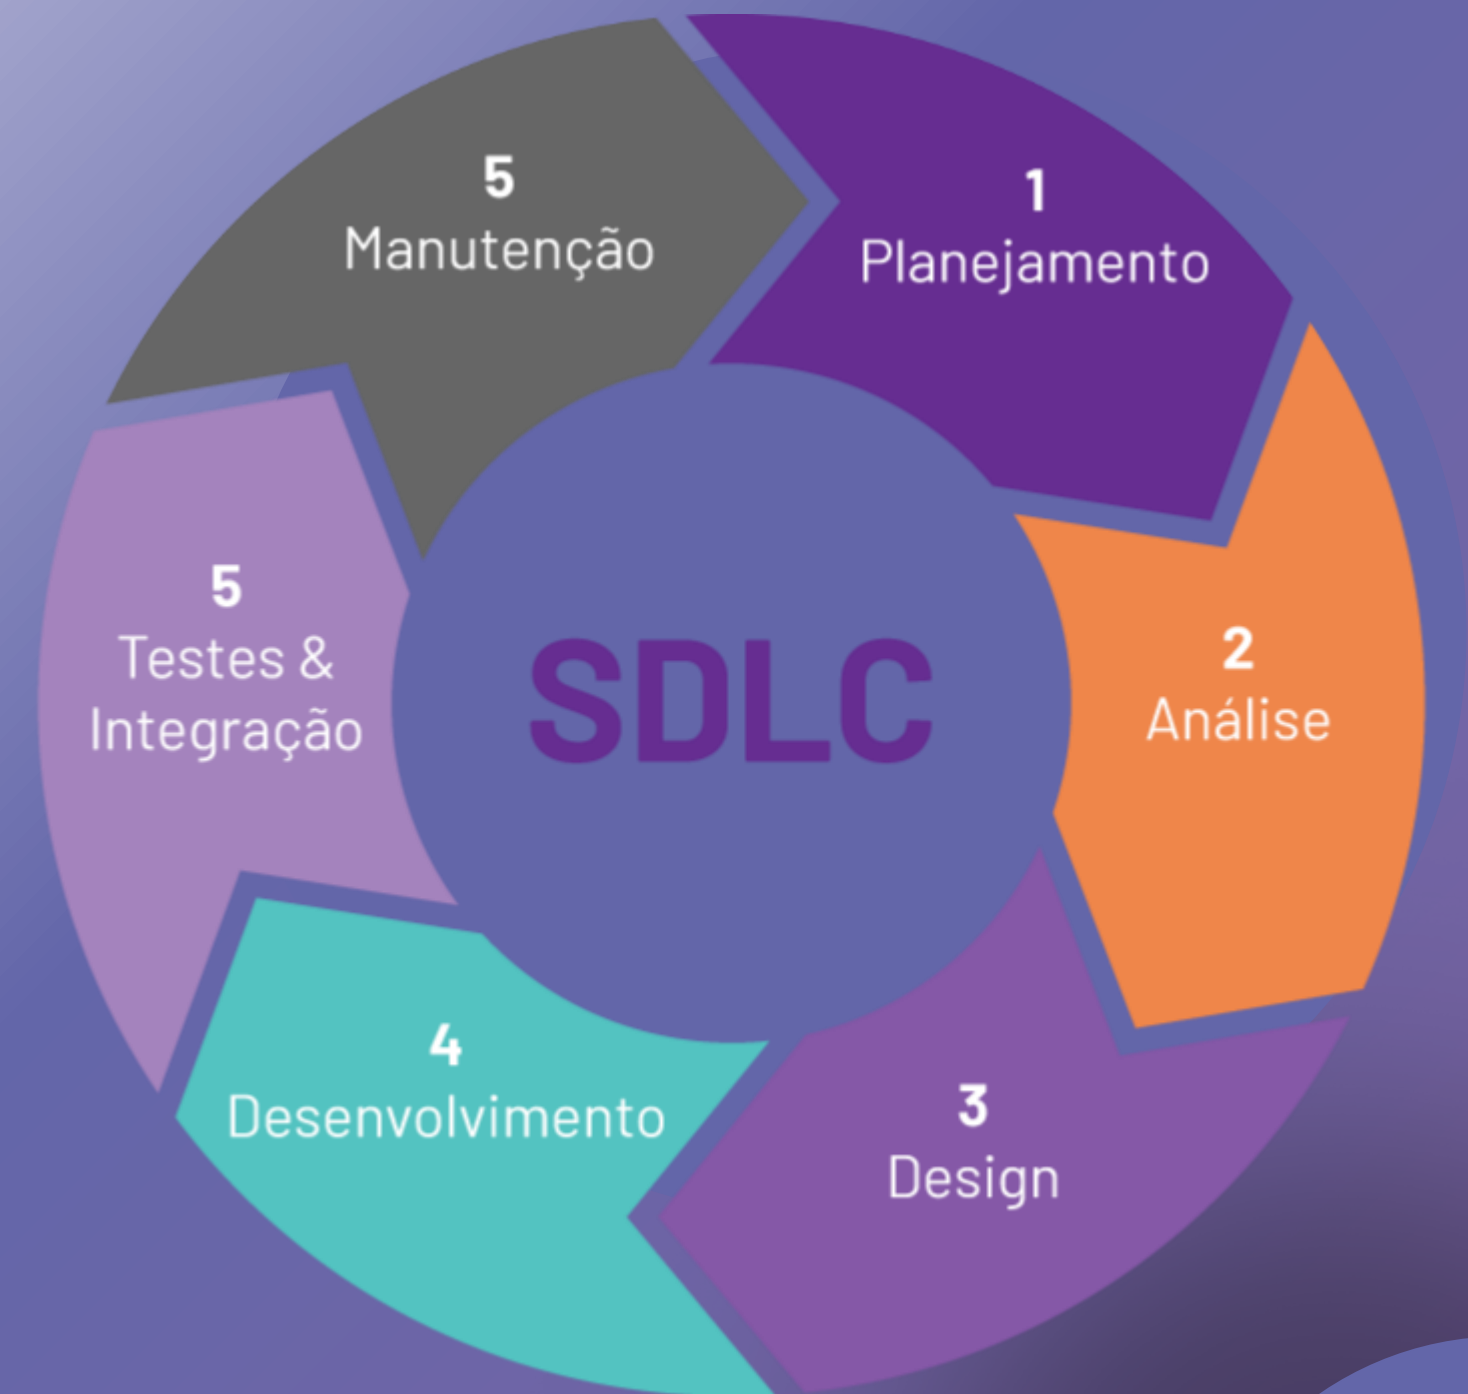 1
Planejamento
2
Análise
3
Design
4
Desenvolvimento
5
Testes &
Integração
5
Manutenção
SDLC